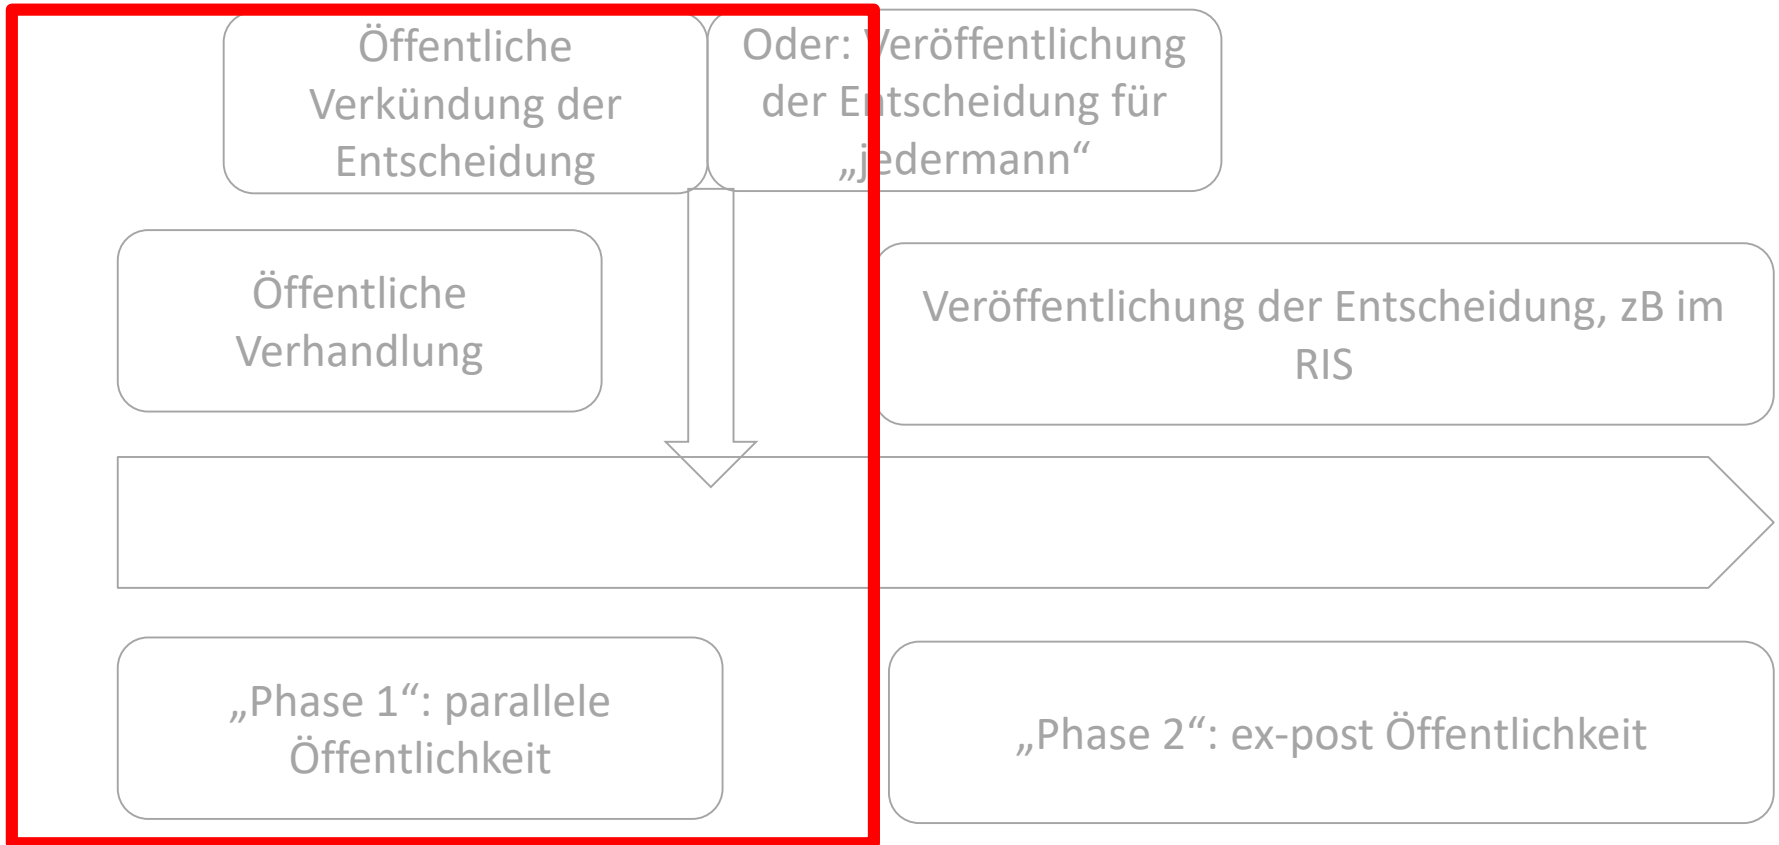 Öffentliche
Verkündung der
Entscheidung
Oder: Veröffentlichung
der Entscheidung für
„jedermann“
Öffentliche
Verhandlung
Veröffentlichung der Entscheidung, zB im
RIS
„Phase 1“: parallele
Öffentlichkeit
„Phase 2“: ex-post Öffentlichkeit